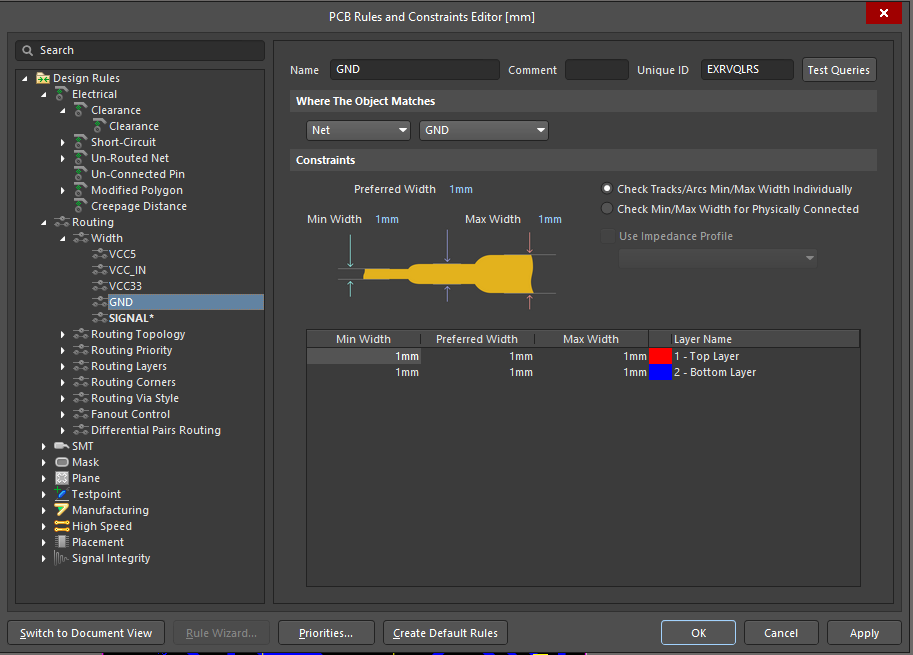 PCB Rules and Constraints Editor [mm]
Search
Design Rules
Electrical
Clearance
Clearance
Short-Circuit
Un-Routed Net
Un-Connected Pin
Modified Polygon
Creepage Distance
Routing
Width
VCC5
VCC_IN
VCC33
GND
SIGNAL*
Routing Topology
Routing Priority
Routing Layers
Routing Corners
Routing Via Style
Fanout Control
Differential Pairs Routing
SMT
Mask
Plane
Testpoint
Manufacturing
High Speed
Placement
Signal Integrity
Name GND Comment Unique ID EXRVQLRS Test Queries
Where The Object Matches
Net GND
Constraints
Preferred Width 1mm
Min Width 1mm Max Width 1mm
Check Tracks/Arcs Min/Max Width Individually
Check Min/Max Width for Physically Connected
Use Impedance Profile
Min Width Preferred Width Max Width Layer Name
1mm 1mm 1mm 1 - Top Layer
1mm 1mm 1mm 2 - Bottom Layer
Switch to Document View Rule Wizard... Priorities... Create Default Rules OK Cancel Apply